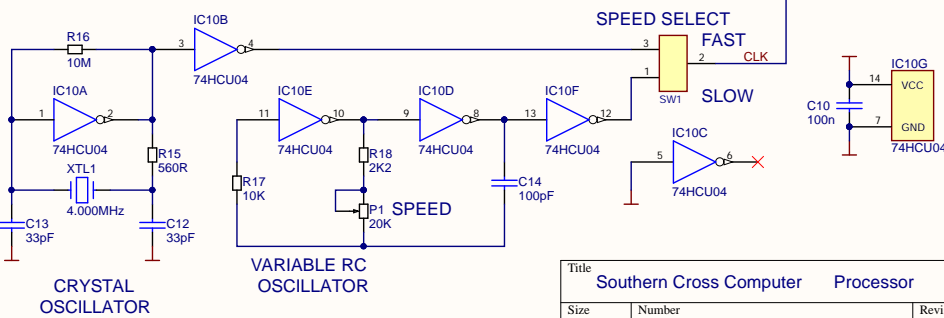 IC10B
SPEED SELECT
R16
10M
3
4
74HCU04
3
FAST
2
CLK
1
SW1
SLOW
IC10G
14
VCC
C10
100n
7
GND
74HCU04
IC10A
1
2
74HCU04
IC10E
11
10
74HCU04
IC10D
9
8
74HCU04
IC10F
13
12
74HCU04
IC10C
5
6
74HCU04
R15
560R
R18
2K2
XTL1
4.000MHz
R17
10K
C14
100pF
P1
20K
SPEED
C13
33pF
C12
33pF
CRYSTAL
OSCILLATOR
VARIABLE RC
OSCILLATOR
Title
Southern Cross Computer Processor
Size
Number
Revi